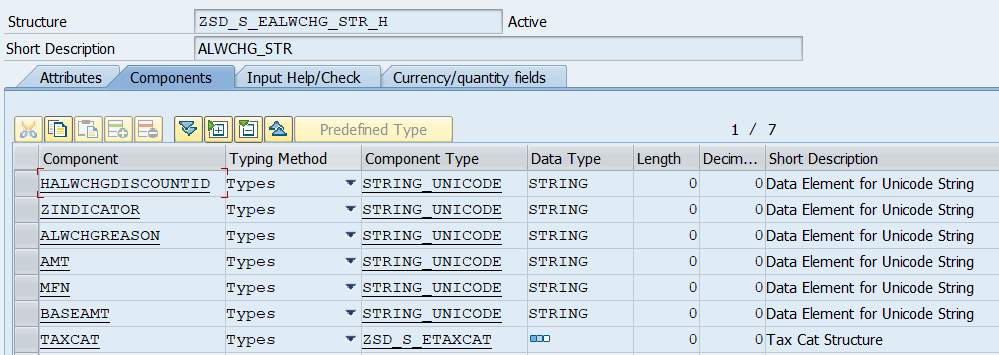 Structure ZSD_S_EALWCHG_STR_H Active
Short Description ALWCHG_STR
Attributes Components Input Help/Check Currency/quantity fields
Predefined Type 1 / 7
Component Typing Method Component Type Data Type Length Decim... Short Description
HALWCHGDISCOUNTID Types STRING_UNICODE STRING 0 0 Data Element for Unicode String
ZINDICATOR Types STRING_UNICODE STRING 0 0 Data Element for Unicode String
ALWCHGREASON Types STRING_UNICODE STRING 0 0 Data Element for Unicode String
AMT Types STRING_UNICODE STRING 0 0 Data Element for Unicode String
MFN Types STRING_UNICODE STRING 0 0 Data Element for Unicode String
BASEAMT Types STRING_UNICODE STRING 0 0 Data Element for Unicode String
TAXCAT Types ZSD_S_ETAXCAT 0 0 Tax Cat Structure